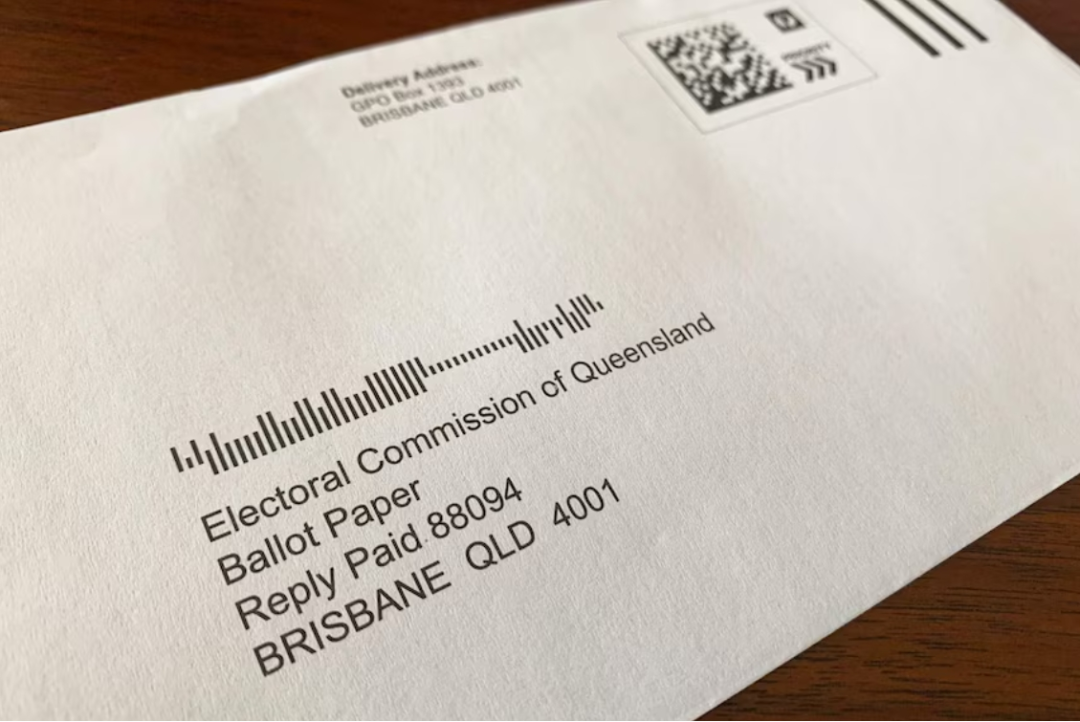 Delivery Address:
GPO Box 1393
BRISBANE QLD 4001
PRIORITY
Electoral Commission of Queensland
Ballot Paper
Reply Paid 88094
BRISBANE QLD 4001